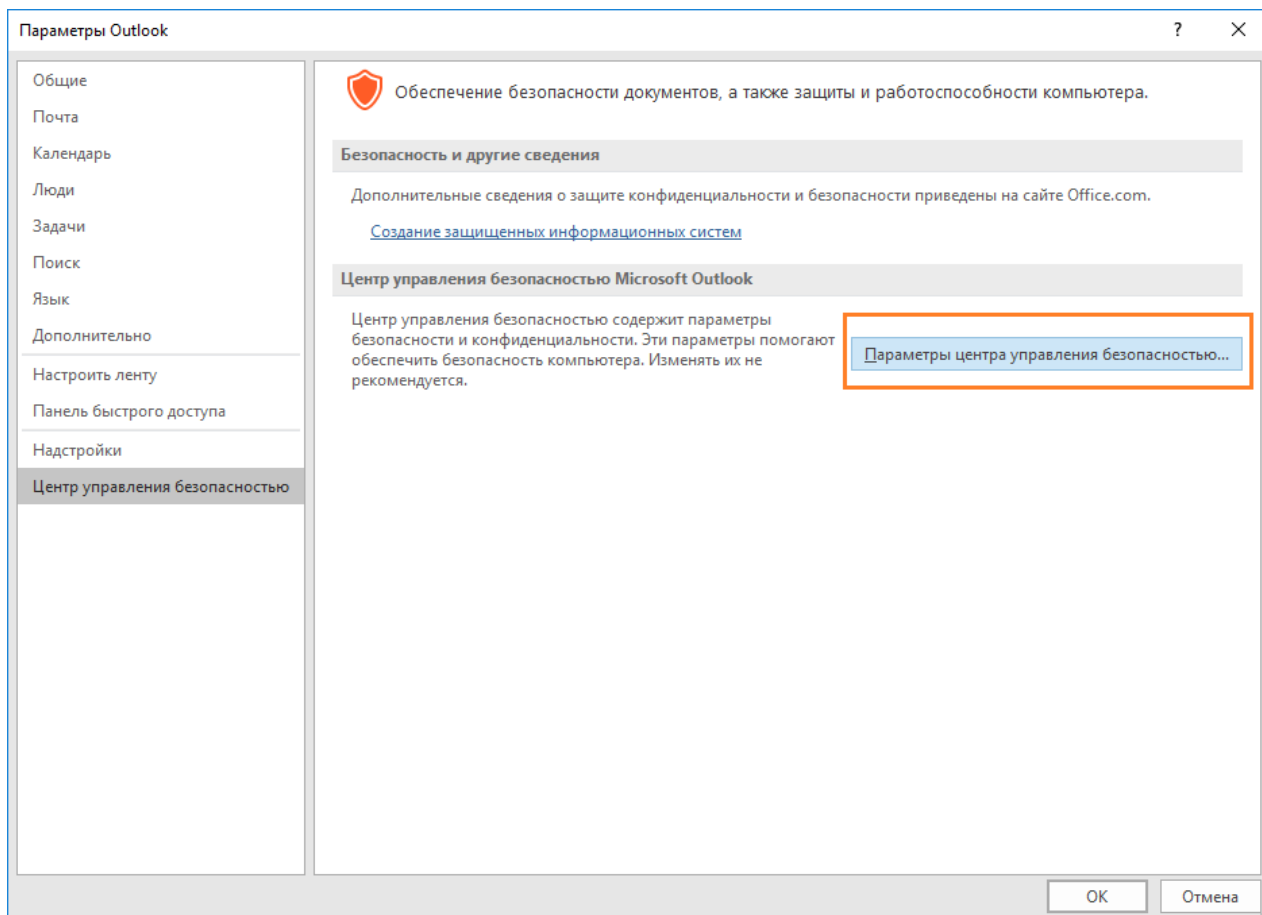 Параметры Outlook
?
Общие
Почта
Календарь
Люди
Задачи
Поиск
Язык
Дополнительно
Настроить ленту
Панель быстрого доступа
Надстройки
Центр управления безопасностью
Обеспечение безопасности документов, а также защиты и работоспособности компьютера.
Безопасность и другие сведения
Дополнительные сведения о защите конфиденциальности и безопасности приведены на сайте Office.com.
Создание защищенных информационных систем
Центр управления безопасностью Microsoft Outlook
Центр управления безопасностью содержит параметры
безопасности и конфиденциальности. Эти параметры помогают
обеспечить безопасность компьютера. Изменять их не
рекомендуется.
Параметры центра управления безопасностью...
ОК
Отмена